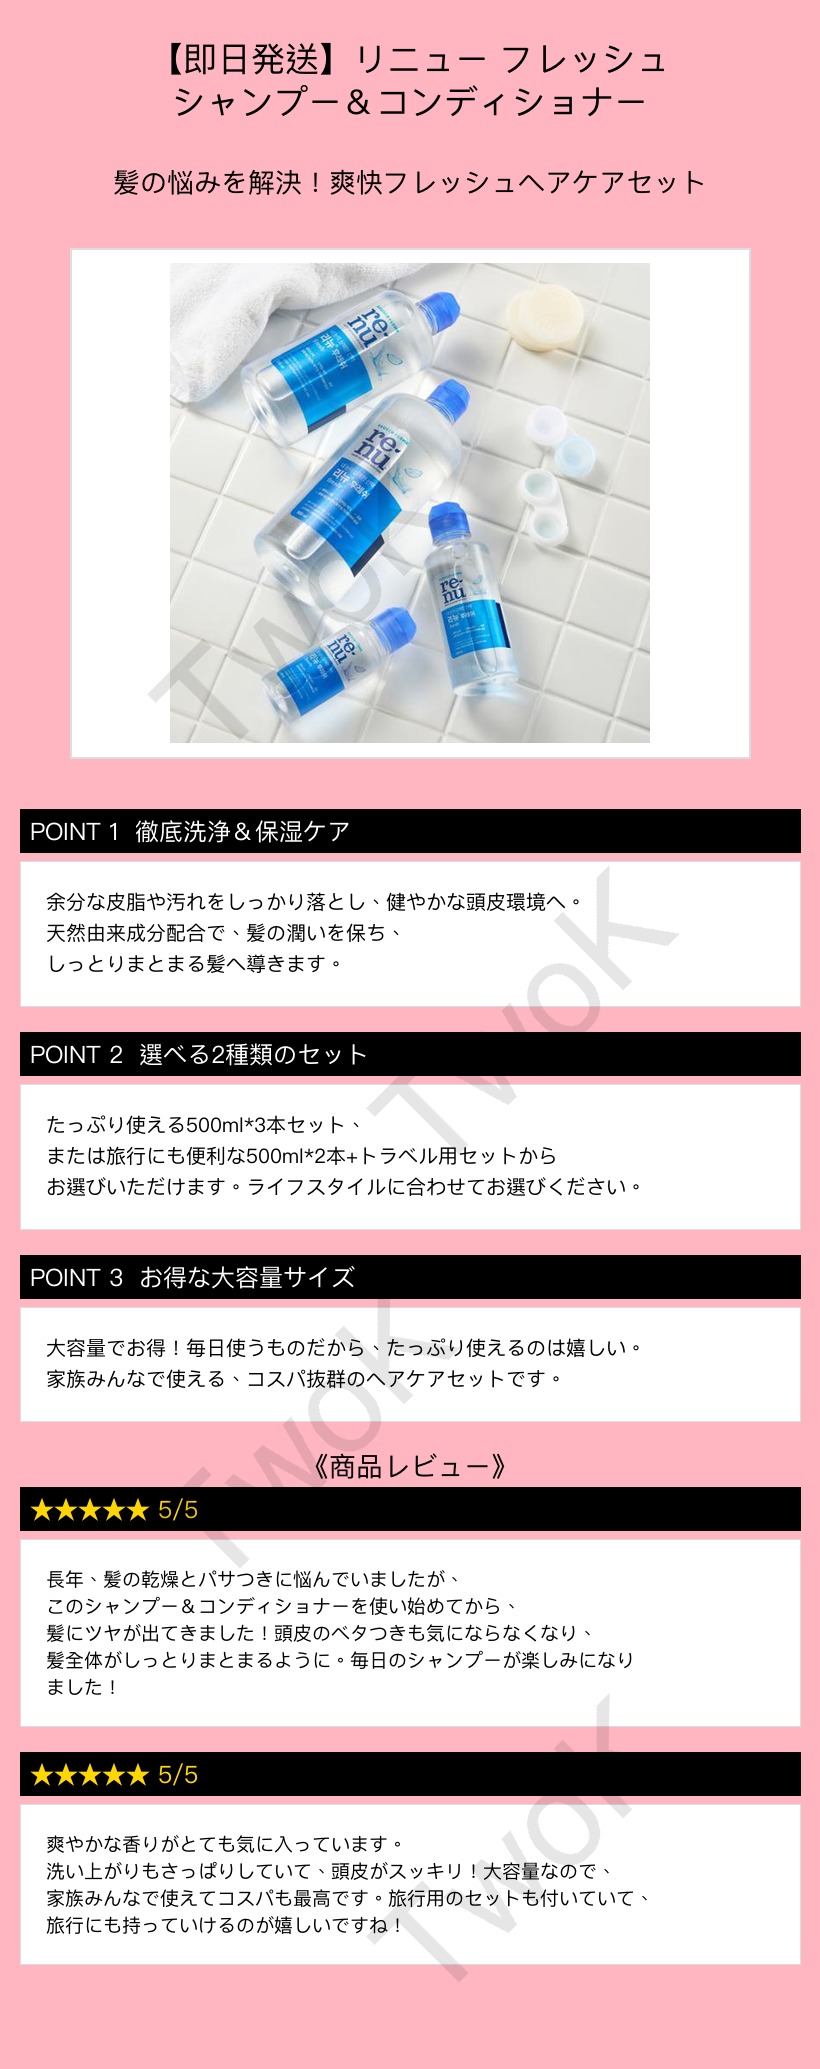 【即日発送】リニュー フレッシュ
シャンプー＆コンディショナー
髪の悩みを解決！爽快フレッシュヘアケアセット
re-
nu
리뉴 후레쉬
fresh
re-
nu
리뉴 후레쉬
fresh
re-
nu
리뉴 후레쉬
re-
nu
리뉴 후레쉬
TwoK
POINT 1 徹底洗浄＆保湿ケア
余分な皮脂や汚れをしっかり落とし、健やかな頭皮環境へ。
天然由来成分配合で、髪の潤いを保ち、
しっとりまとまる髪へ導きます。
TwoK
POINT 2 選べる2種類のセット
たっぷり使える500ml*3本セット、
または旅行にも便利な500ml*2本+トラベル用セットから
お選びいただけます。ライフスタイルに合わせてお選びください。
POINT 3 お得な大容量サイズ
大容量でお得！毎日使うものだから、たっぷり使えるのは嬉しい。
家族みんなで使える、コスパ抜群のヘアケアセットです。
TwoK
《商品レビュー》
★★★★★ 5/5
長年、髪の乾燥とパサつきに悩んでいましたが、
このシャンプー＆コンディショナーを使い始めてから、
髪にツヤが出てきました！頭皮のベタつきも気にならなくなり、
髪全体がしっとりまとまるように。毎日のシャンプーが楽しみになり
ました！
★★★★★ 5/5
爽やかな香りがとても気に入っています。
洗い上がりもさっぱりしていて、頭皮がスッキリ！大容量なので、
家族みんなで使えてコスパも最高です。旅行用のセットも付いていて、
旅行にも持っていけるのが嬉しいですね！
TwoK